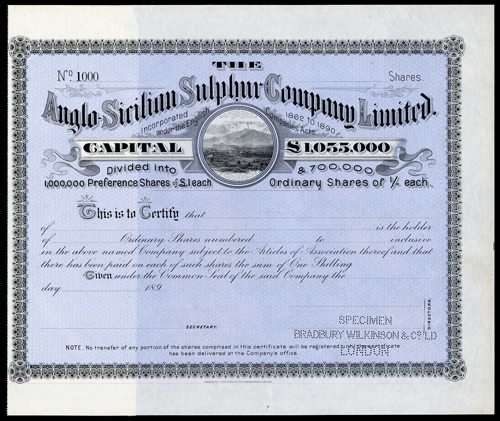 THE
No 1000 Shares.
Anglo-Sicilian Sulphur Company Limited.
Incorporated under the English Companies Acts 1862 TO 1890
CAPITAL £1,055,000
Divided into & 700,000
1,000,000 Preference Shares of £1 each Ordinary Shares of 1/- each.
This is to Certify that
of is the holder
of Ordinary Shares numbered to inclusive
in the above named Company subject to the Articles of Association thereof and that
there has been paid on each of such shares the sum of One Shilling
Given under the Common Seal of the said Company the
day 189
DIRECTORS.
SECRETARY.
SPECIMEN
BRADBURY WILKINSON & Co LD
LONDON
NOTE. No transfer of any portion of the shares comprised in this certificate will be registered until the certificate
has been delivered at the Company's office